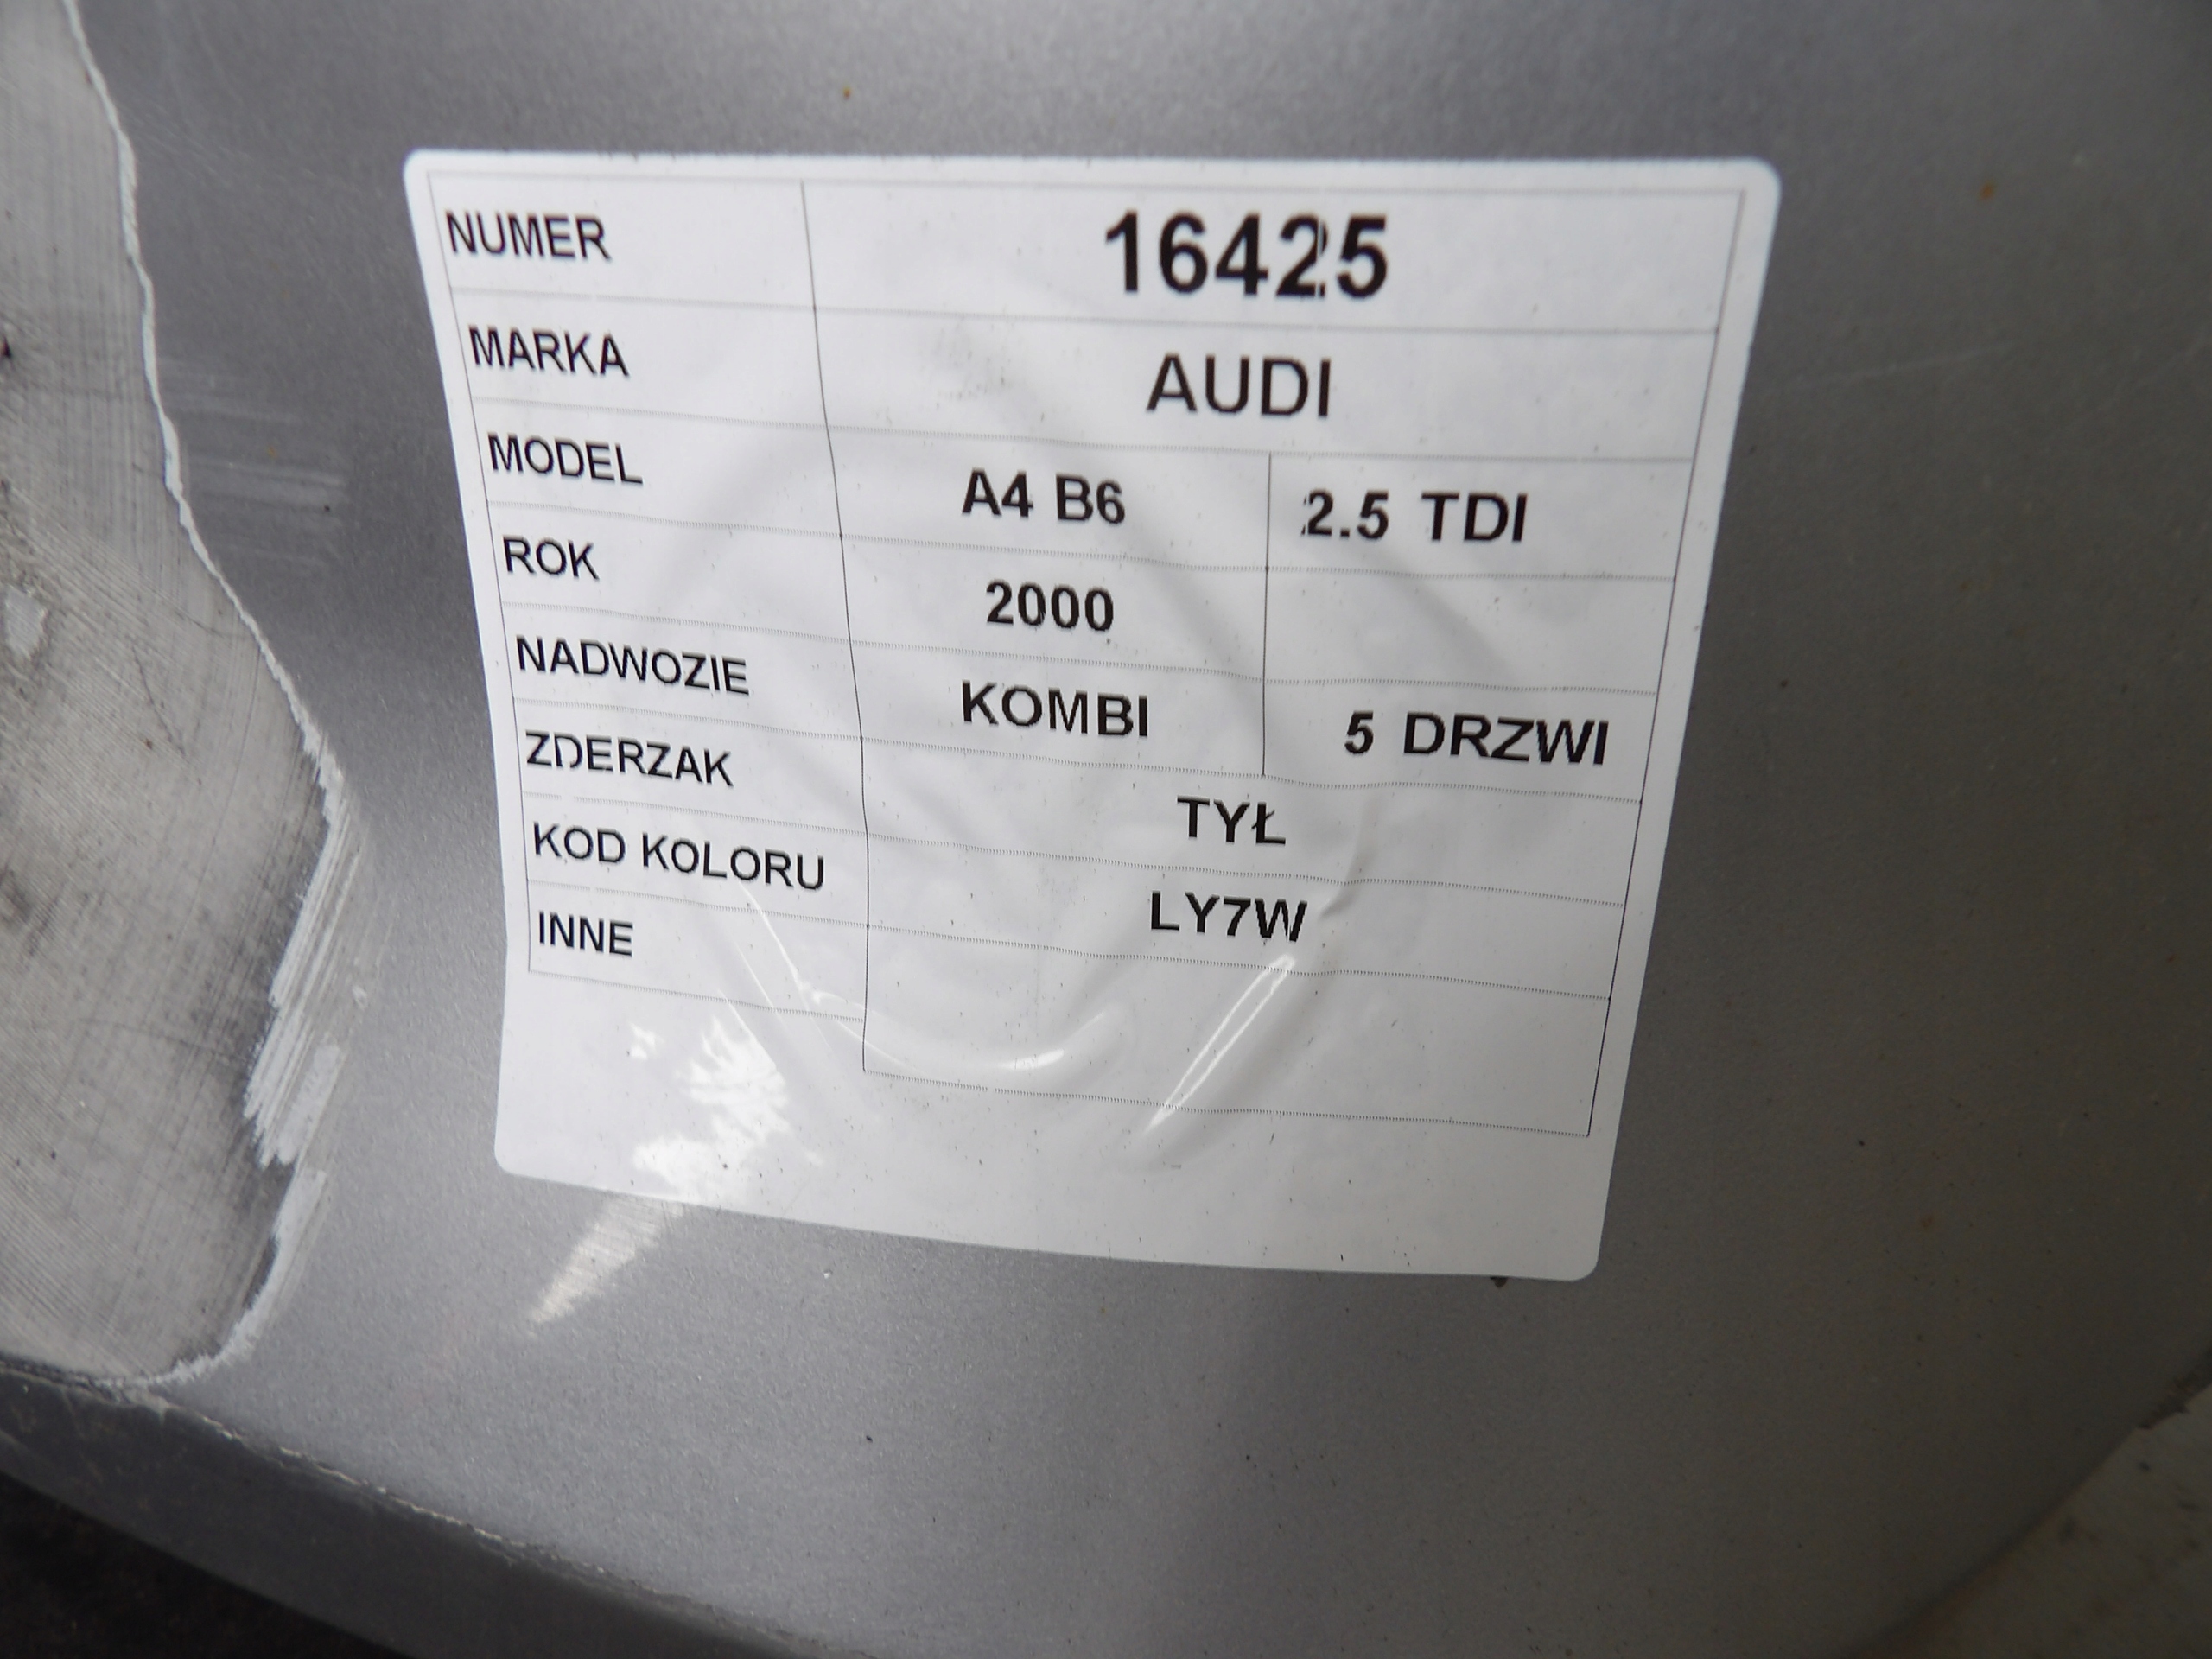 NUMER 16425
MARKA AUDI
MODEL A4 B6 2.5 TDI
ROK 2000
NADWOZIE KOMBI 5 DRZWI
ZDERZAK TYŁ
KOD KOLORU LY7W
INNE